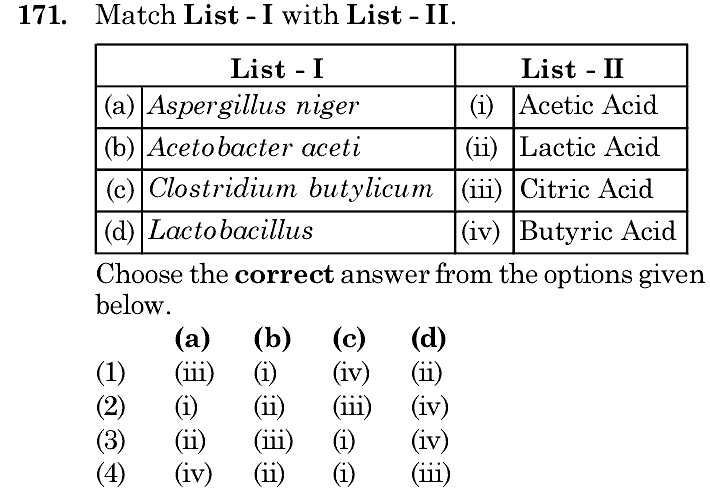 171. Match List - I with List - II.
List - I List - II
(a) Aspergillus niger (i) Acetic Acid
(b) Acetobacter aceti (ii) Lactic Acid
(c) Clostridium butylicum (iii) Citric Acid
(d) Lactobacillus (iv) Butyric Acid
Choose the correct answer from the options given
below.
(a) (b) (c) (d)
(1) (iii) (i) (iv) (ii)
(2) (i) (ii) (iii) (iv)
(3) (ii) (iii) (i) (iv)
(4) (iv) (ii) (i) (iii)